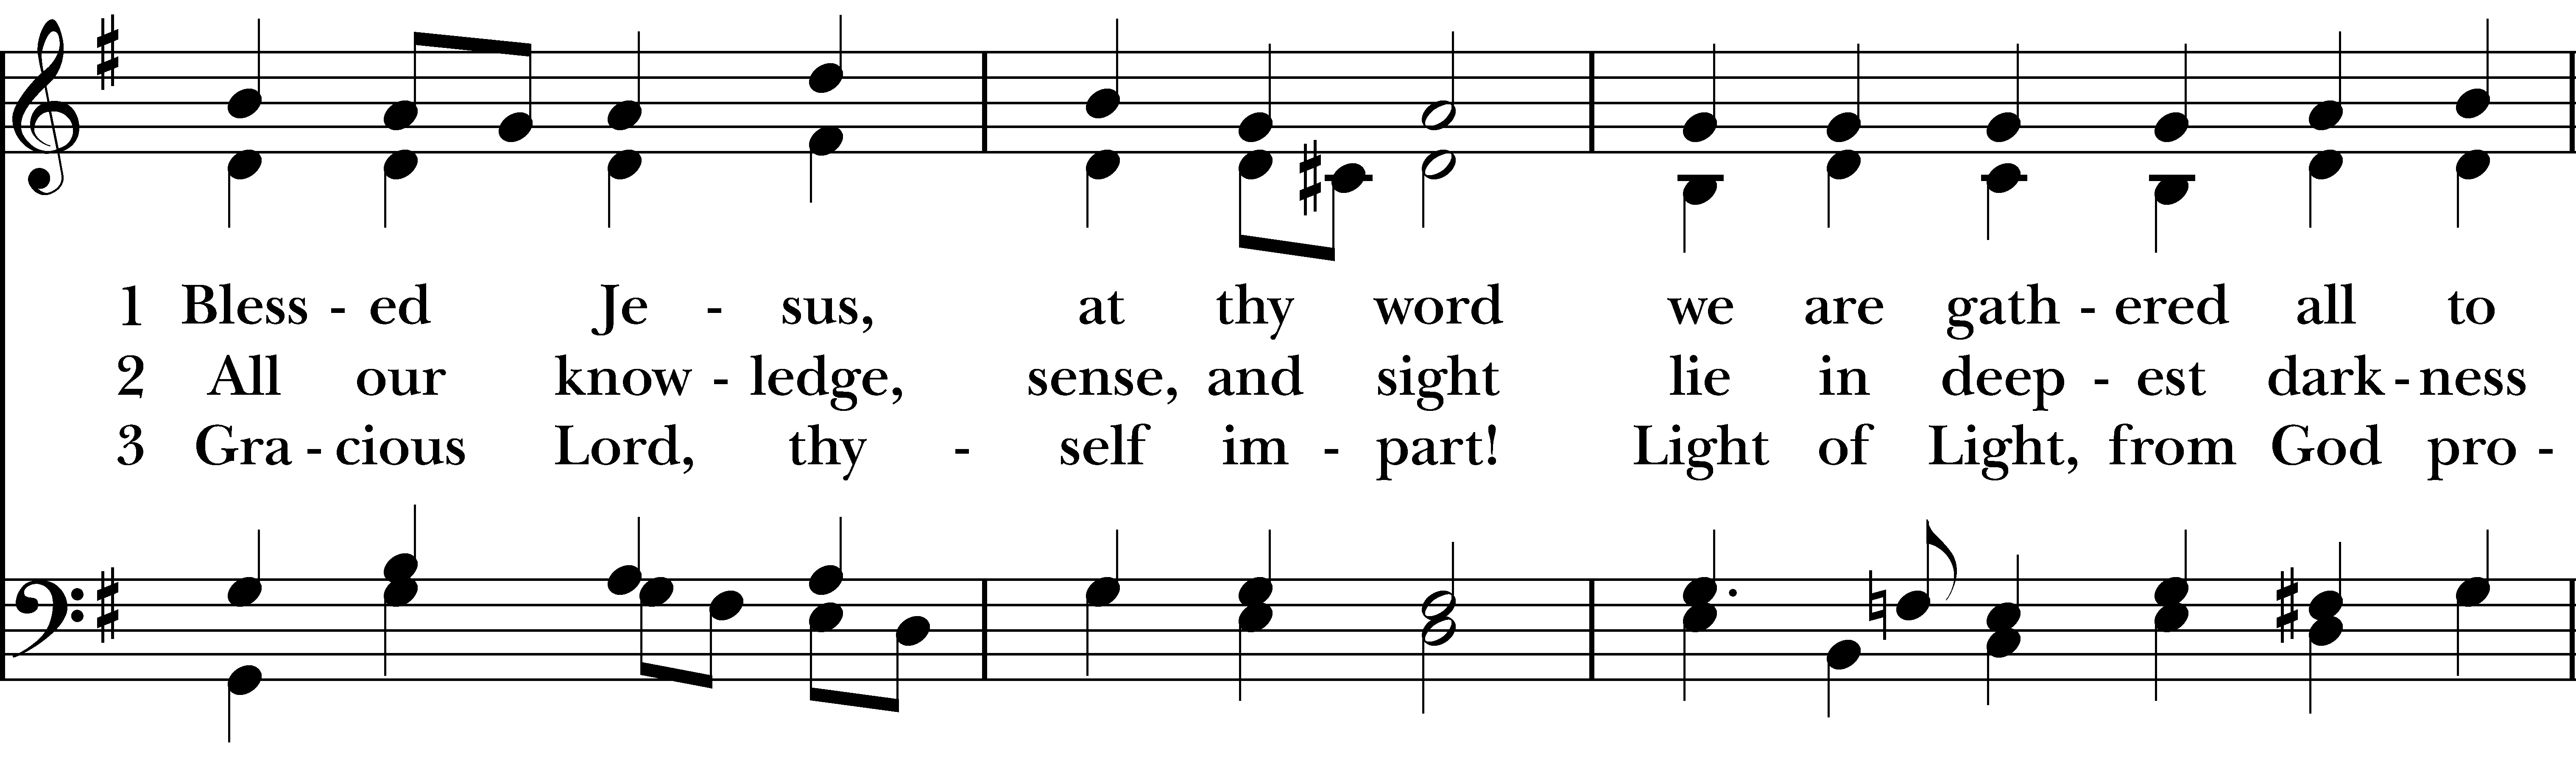 1 Bless - ed Je - sus, at thy word we are gath - ered all to
2 All our know - ledge, sense, and sight lie in deep - est dark - ness
3 Gra - cious Lord, thy - self im - part! Light of Light, from God pro -